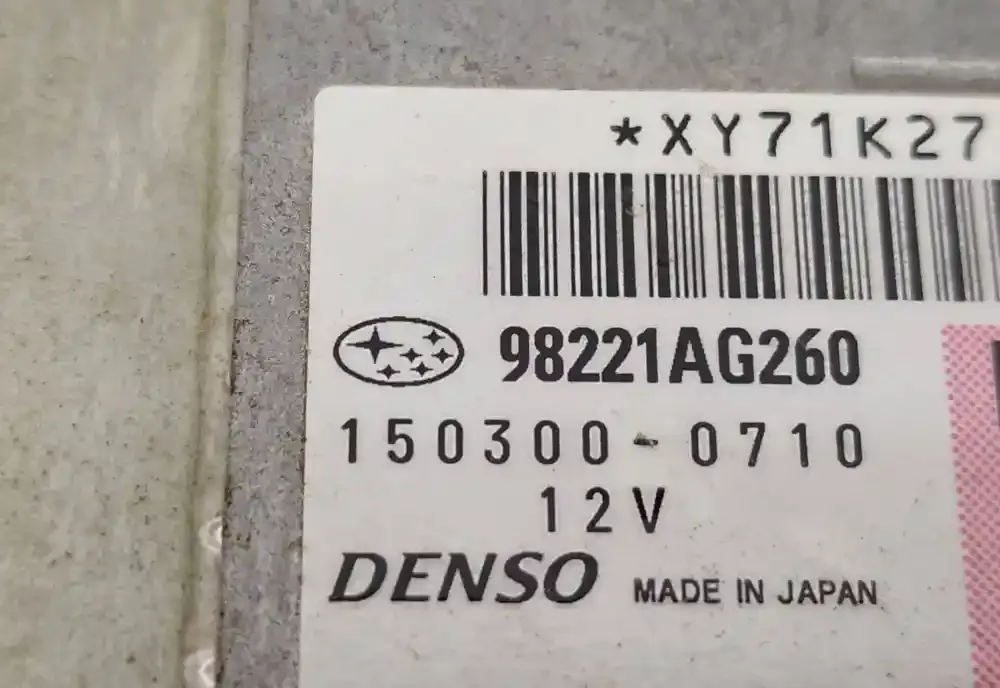 *XY71K27
98221AG260
150300-0710
12V
DENSO MADE IN JAPAN